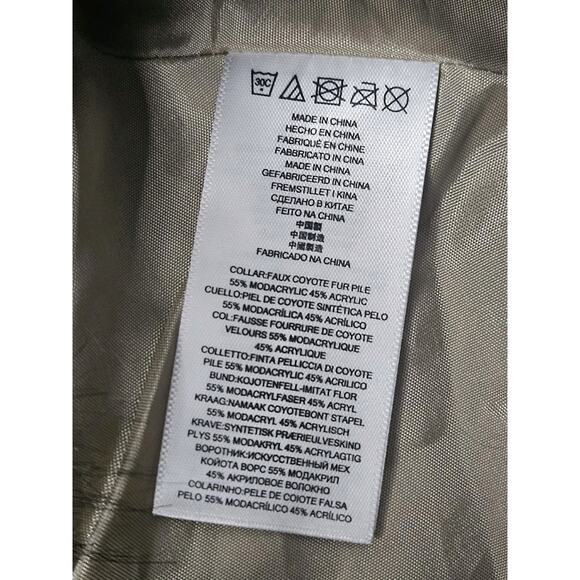 30C
MADE IN CHINA
HECHO EN CHINA
FABRIQUÉ EN CHINE
FABBRICATO IN CINA
MADE IN CHINA
GEFABRICEERD IN CHINA
FREMSTILLET I KINA
СДЕЛАНО В КИТАЕ
FEITO NA CHINA
中国製
中国制造
中國製造
FABRICADO NA CHINA
COLLAR:FAUX COYOTE FUR PILE
55% MODACRYLIC 45% ACRYLIC
CUELLO:PIEL DE COYOTE SINTÉTICA PELO
55% MODACRÍLICA 45% ACRÍLICO
COL:FAUSSE FOURRURE DE COYOTE
VELOURS 55% MODACRYLIQUE
45% ACRYLIQUE
COLLETTO:FINTA PELLICCIA DI COYOTE
PILE 55% MODACRILIC 45% ACRILICO
BUND:KOJOTENFELL-IMITAT FLOR
55% MODACRYLFASER 45% ACRYL
KRAAG:NAMAAK COYOTEBONT STAPEL
55% MODACRYL 45% ACRYLISCH
KRAVE:SYNTETISK PRÆRIEULVESKIND
PLYS 55% MODAKRYL 45% ACRYLAGTIG
ВОРОТНИК:ИСКУССТВЕННЫЙ МЕХ
КОЙОТА ВОРС 55% МОДАКРИЛ
45% АКРИЛОВОЕ ВОЛОКНО
COLARINHO:PELE DE COIOTE FALSA
PELO 55% MODACRÍLICO 45% ACRÍLICO